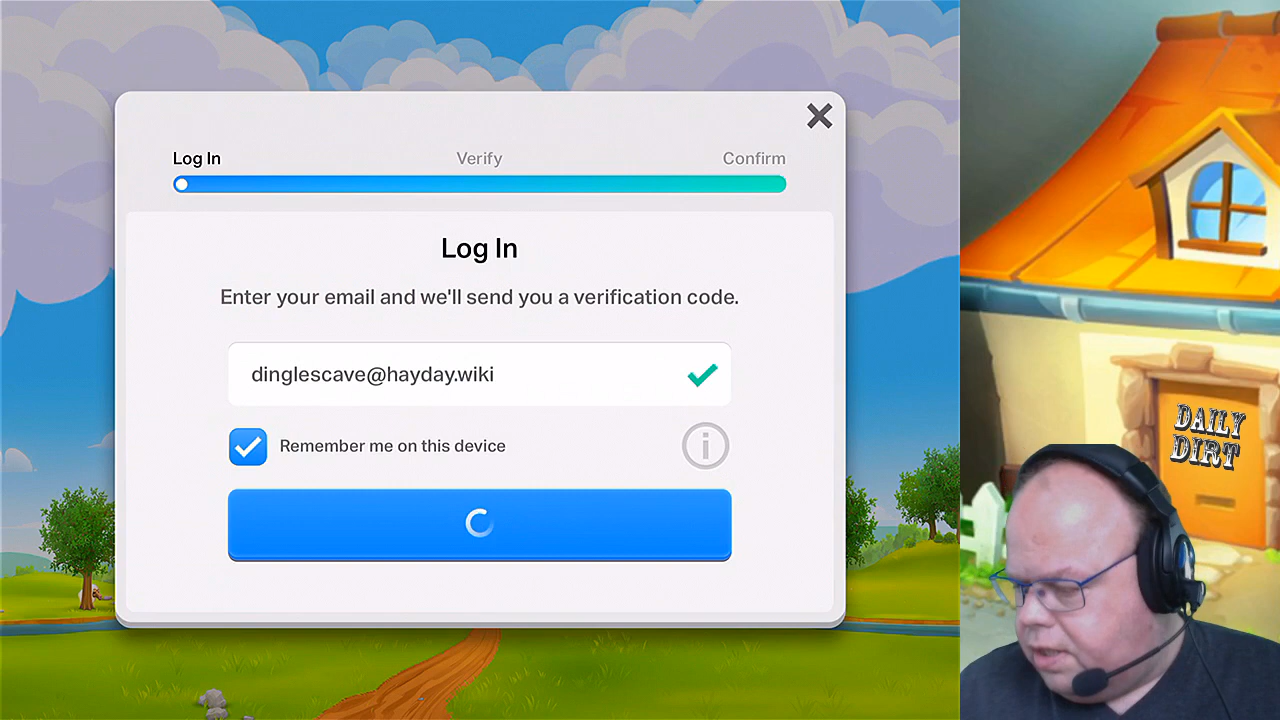 Log In
Verify
Confirm
Log In
Enter your email and we'll send you a verification code.
dinglescave@hayday.wiki
Remember me on this device
DAILY
DIRT